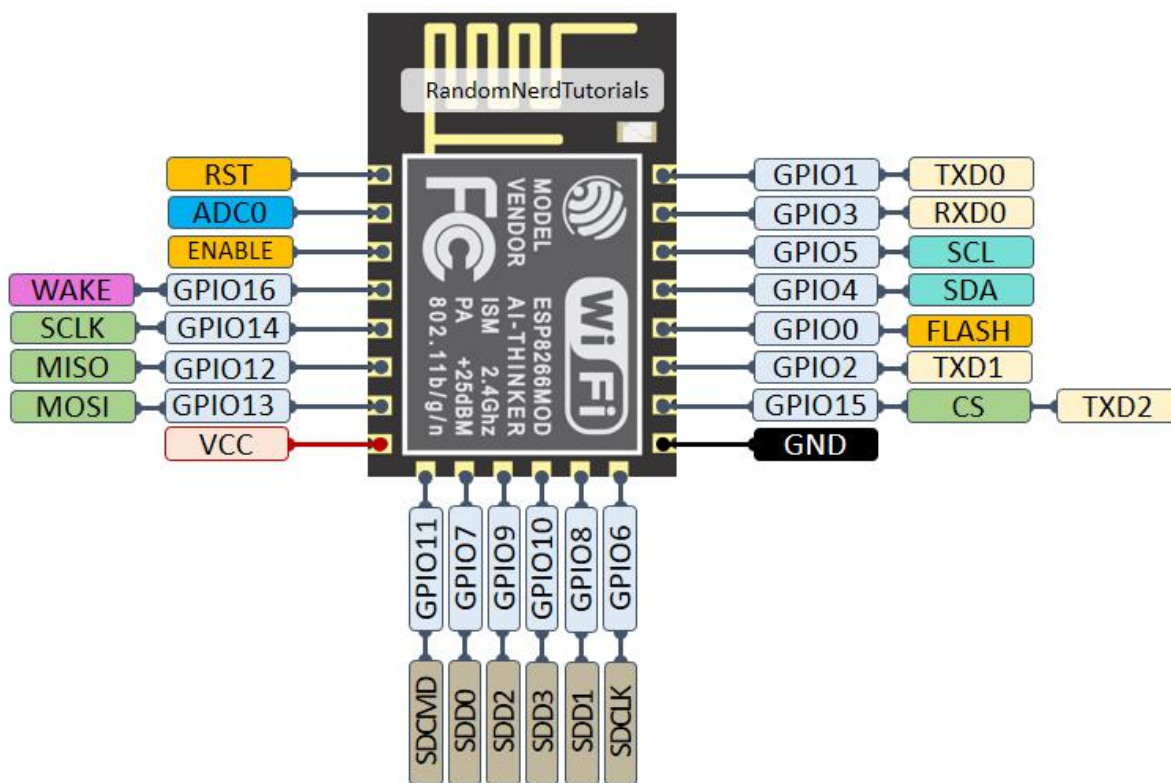 RandomNerdTutorials
RST
GPIO1 TXD0
ADC0
GPIO3 RXD0
ENABLE
GPIO5 SCL
WAKE GPIO16
GPIO4 SDA
SCLK GPIO14
GPIO0 FLASH
MISO GPIO12
GPIO2 TXD1
MOSI GPIO13
GPIO15 CS TXD2
VCC
GND
MODEL ESP8266MOD
VENDOR AI-THINKER
ISM 2.4Ghz
PA +25dBM
802.11b/g/n
FC
WiFi
GPIO11 SDCMD
GPIO7 SDD0
GPIO9 SDD2
GPIO10 SDD3
GPIO8 SDD1
GPIO6 SDCLK